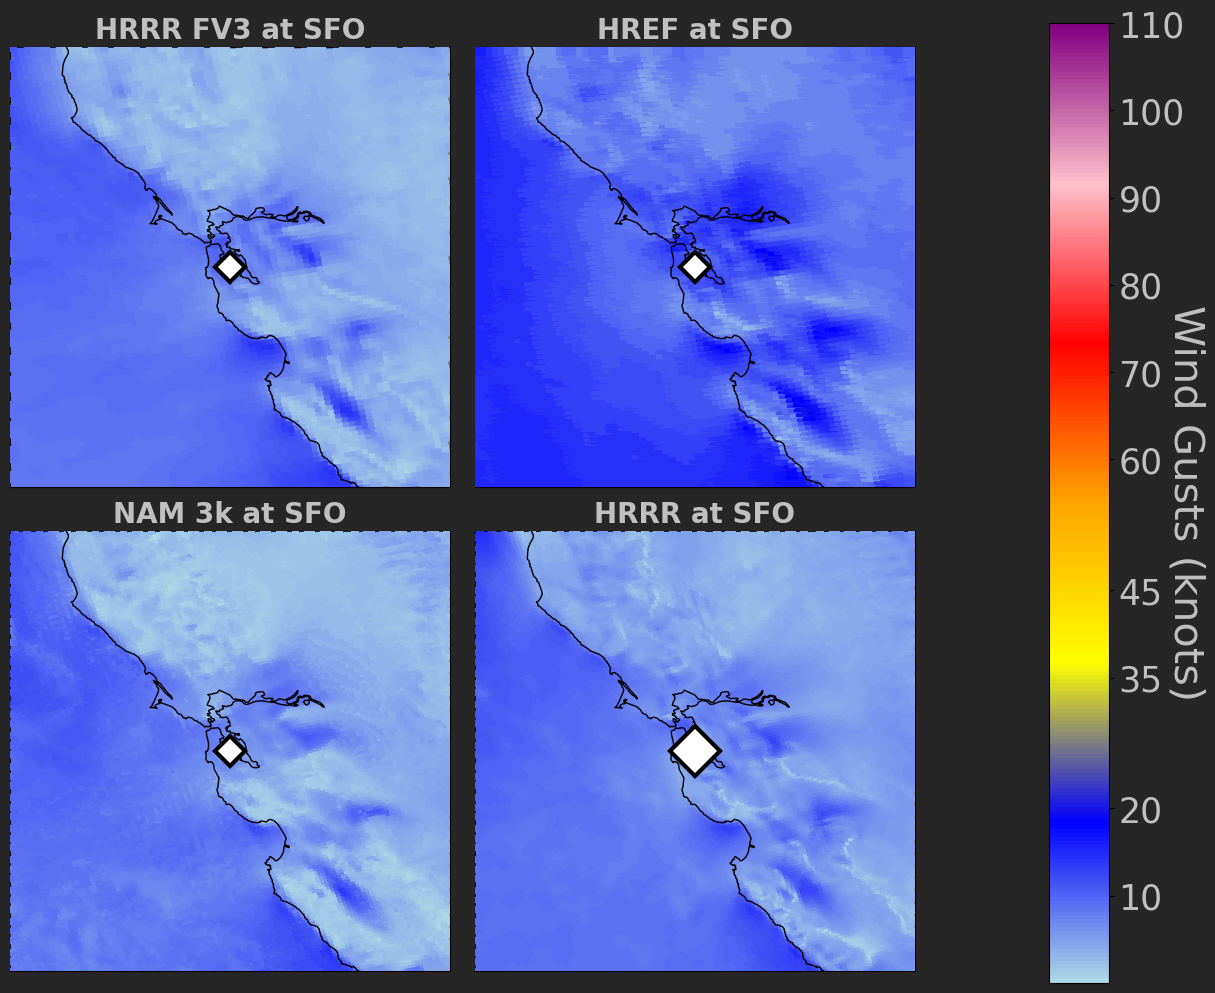 HRRR FV3 at SFO
HREF at SFO
NAM 3k at SFO
HRRR at SFO
110
100
90
80
70
60
45
35
20
10
Wind Gusts (knots)